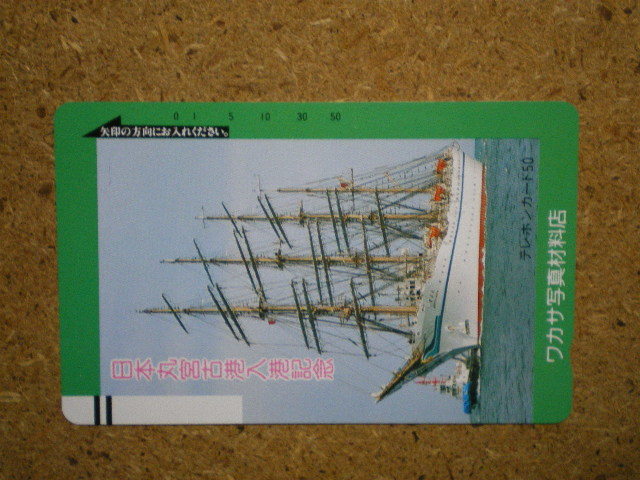 0 1 5 10 30 50
矢印の方向にお入れください。
日本丸宮古港入港記念
テレホンカード50
ワカサ写真材料店